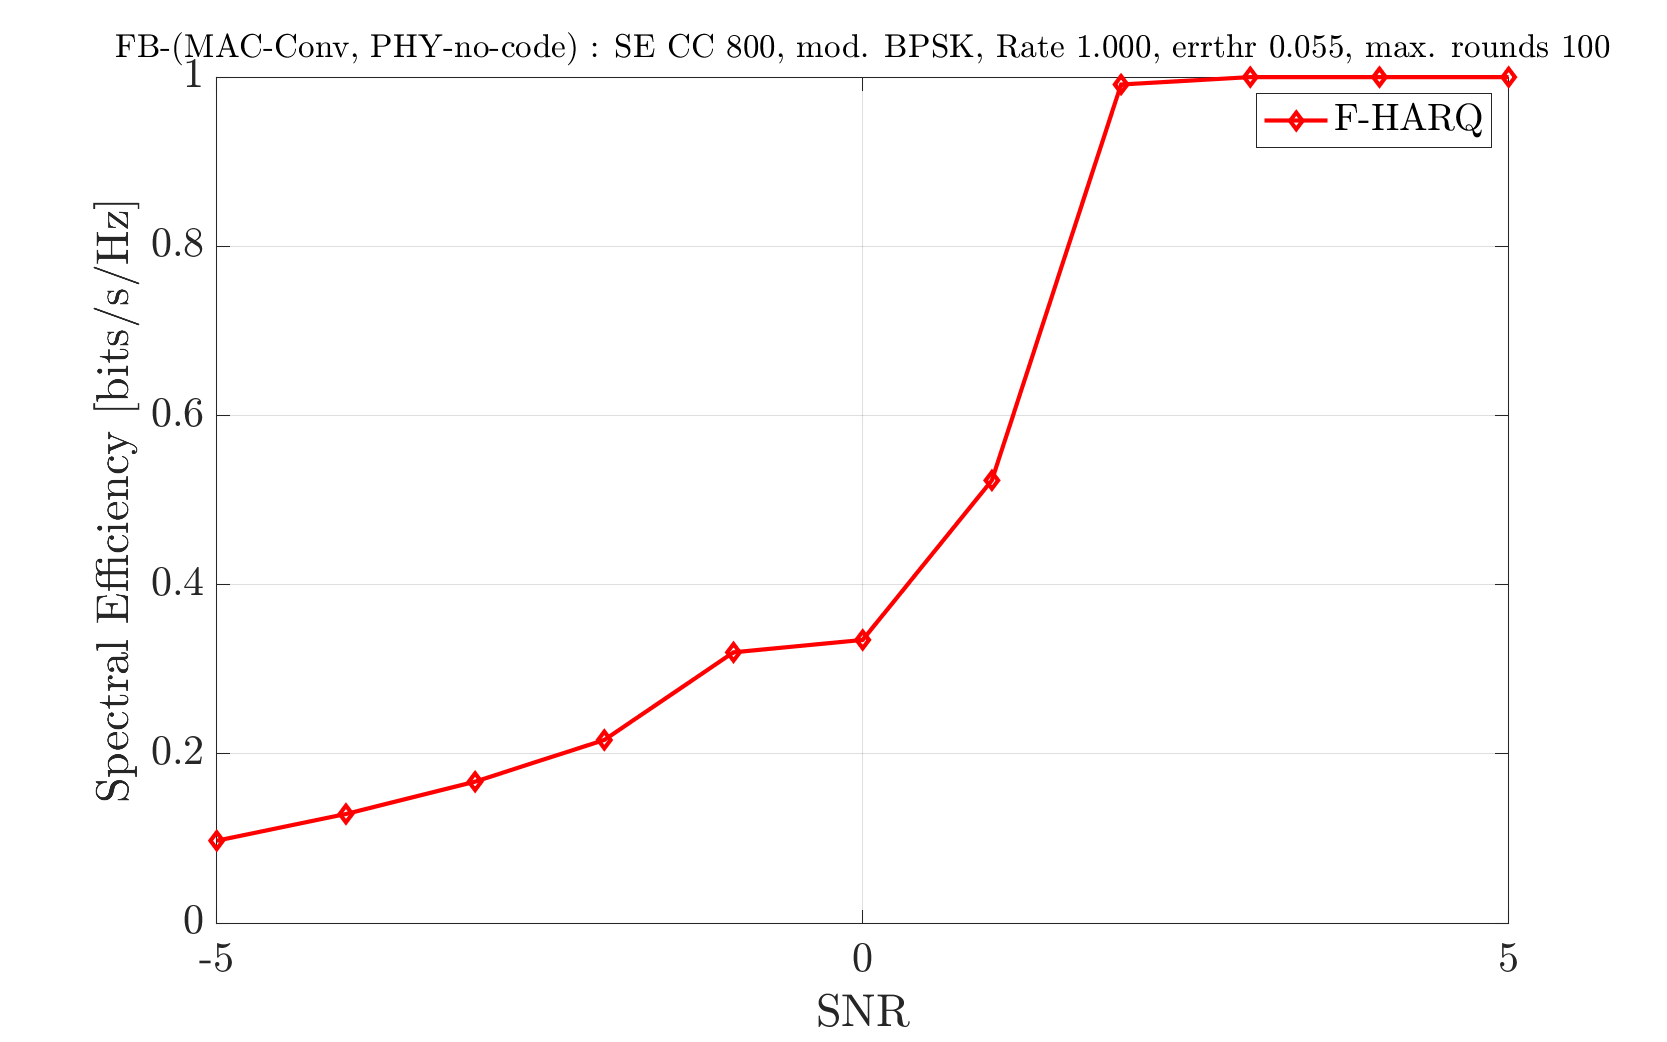 FB-(MAC-Conv, PHY-no-code) : SE CC 800, mod. BPSK, Rate 1.000, errthr 0.055, max. rounds 100
1
F-HARQ
0.8
0.6
0.4
0.2
0
Spectral Efficiency [bits/s/Hz]
-5
0
5
SNR